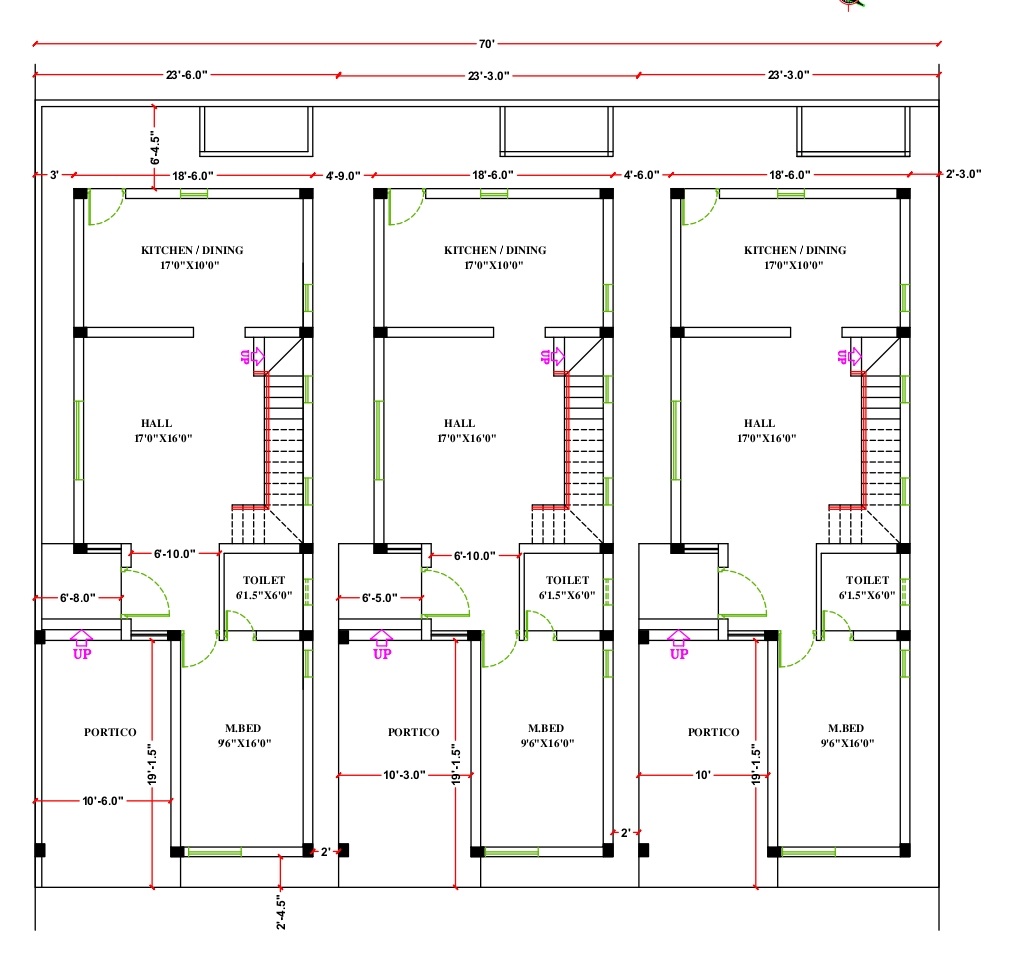 70'
23'-6.0" 23'-3.0" 23'-3.0"
6'-4.5"
3' 18'-6.0" 4'-9.0" 18'-6.0" 4'-6.0" 18'-6.0" 2'-3.0"
KITCHEN / DINING KITCHEN / DINING KITCHEN / DINING
17'0"X10'0" 17'0"X10'0" 17'0"X10'0"
UP UP UP
HALL HALL HALL
17'0"X16'0" 17'0"X16'0" 17'0"X16'0"
6'-10.0" 6'-10.0"
TOILET TOILET TOILET
6'1.5"X6'0" 6'1.5"X6'0" 6'1.5"X6'0"
6'-8.0" 6'-5.0"
UP UP UP
PORTICO M.BED PORTICO M.BED PORTICO M.BED
9'6"X16'0" 9'6"X16'0" 9'6"X16'0"
19'-1.5" 19'-1.5" 19'-1.5"
10'-3.0" 10'
10'-6.0"
2'
2'
2'-4.5"